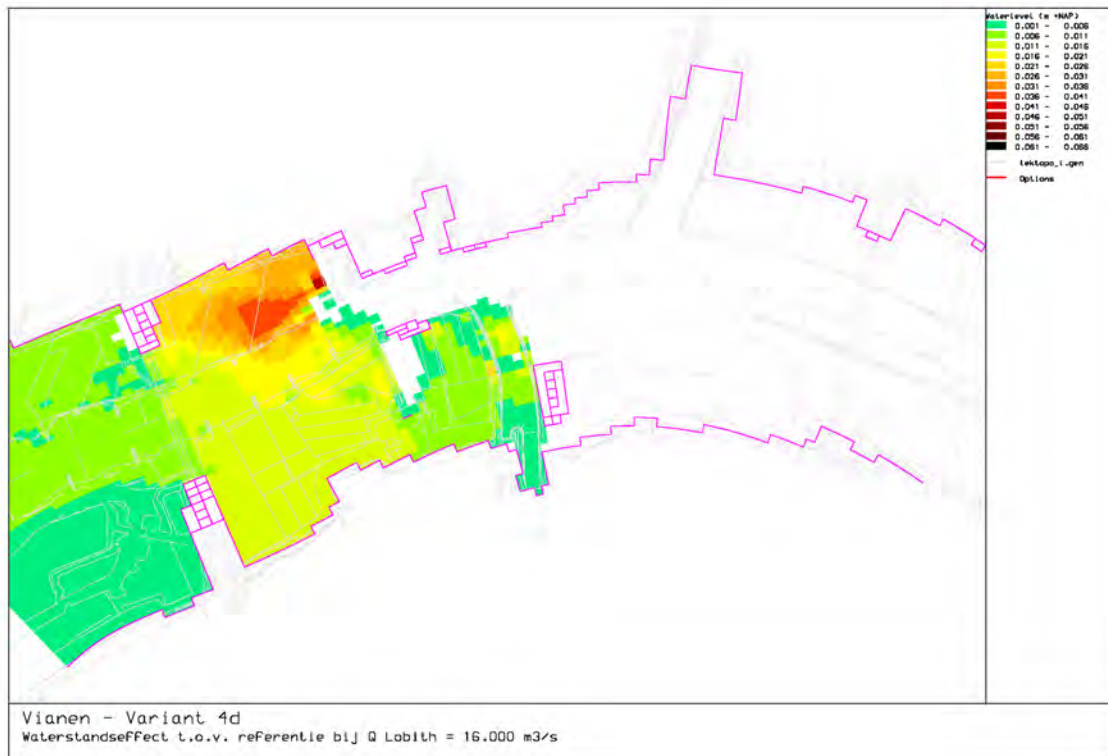 Waterlevel (m +NAP)
0.001 - 0.006
0.006 - 0.011
0.011 - 0.016
0.016 - 0.021
0.021 - 0.026
0.026 - 0.031
0.031 - 0.036
0.036 - 0.041
0.041 - 0.046
0.046 - 0.051
0.051 - 0.056
0.056 - 0.061
0.061 - 0.066
lektopo_l.gen
Options
Vianen - Variant 4d
Waterstandseffect t.o.v. referentie bij Q Lobith = 16.000 m3/s